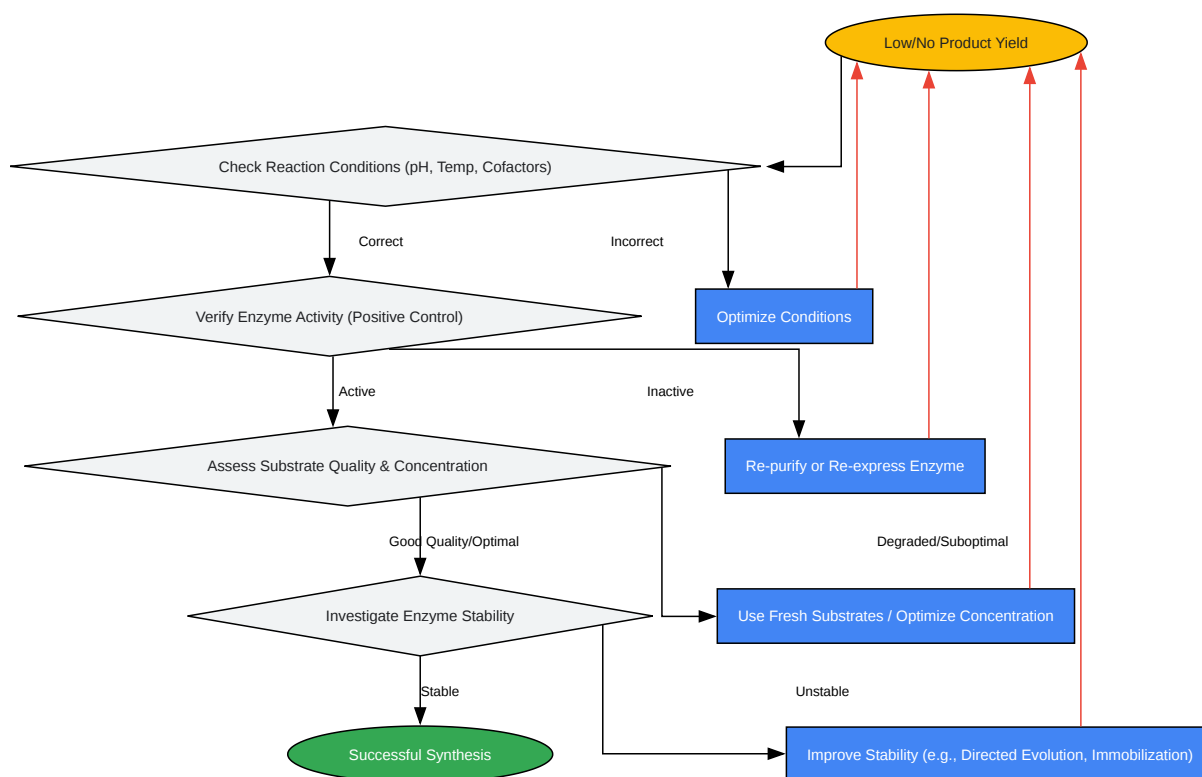 Low/No Product Yield
Check Reaction Conditions (pH, Temp, Cofactors)
Correct
Incorrect
Verify Enzyme Activity (Positive Control)
Optimize Conditions
Active
Inactive
Assess Substrate Quality & Concentration
Re-purify or Re-express Enzyme
Good Quality/Optimal
Degraded/Suboptimal
Investigate Enzyme Stability
Use Fresh Substrates / Optimize Concentration
Stable
Unstable
Successful Synthesis
Improve Stability (e.g., Directed Evolution, Immobilization)